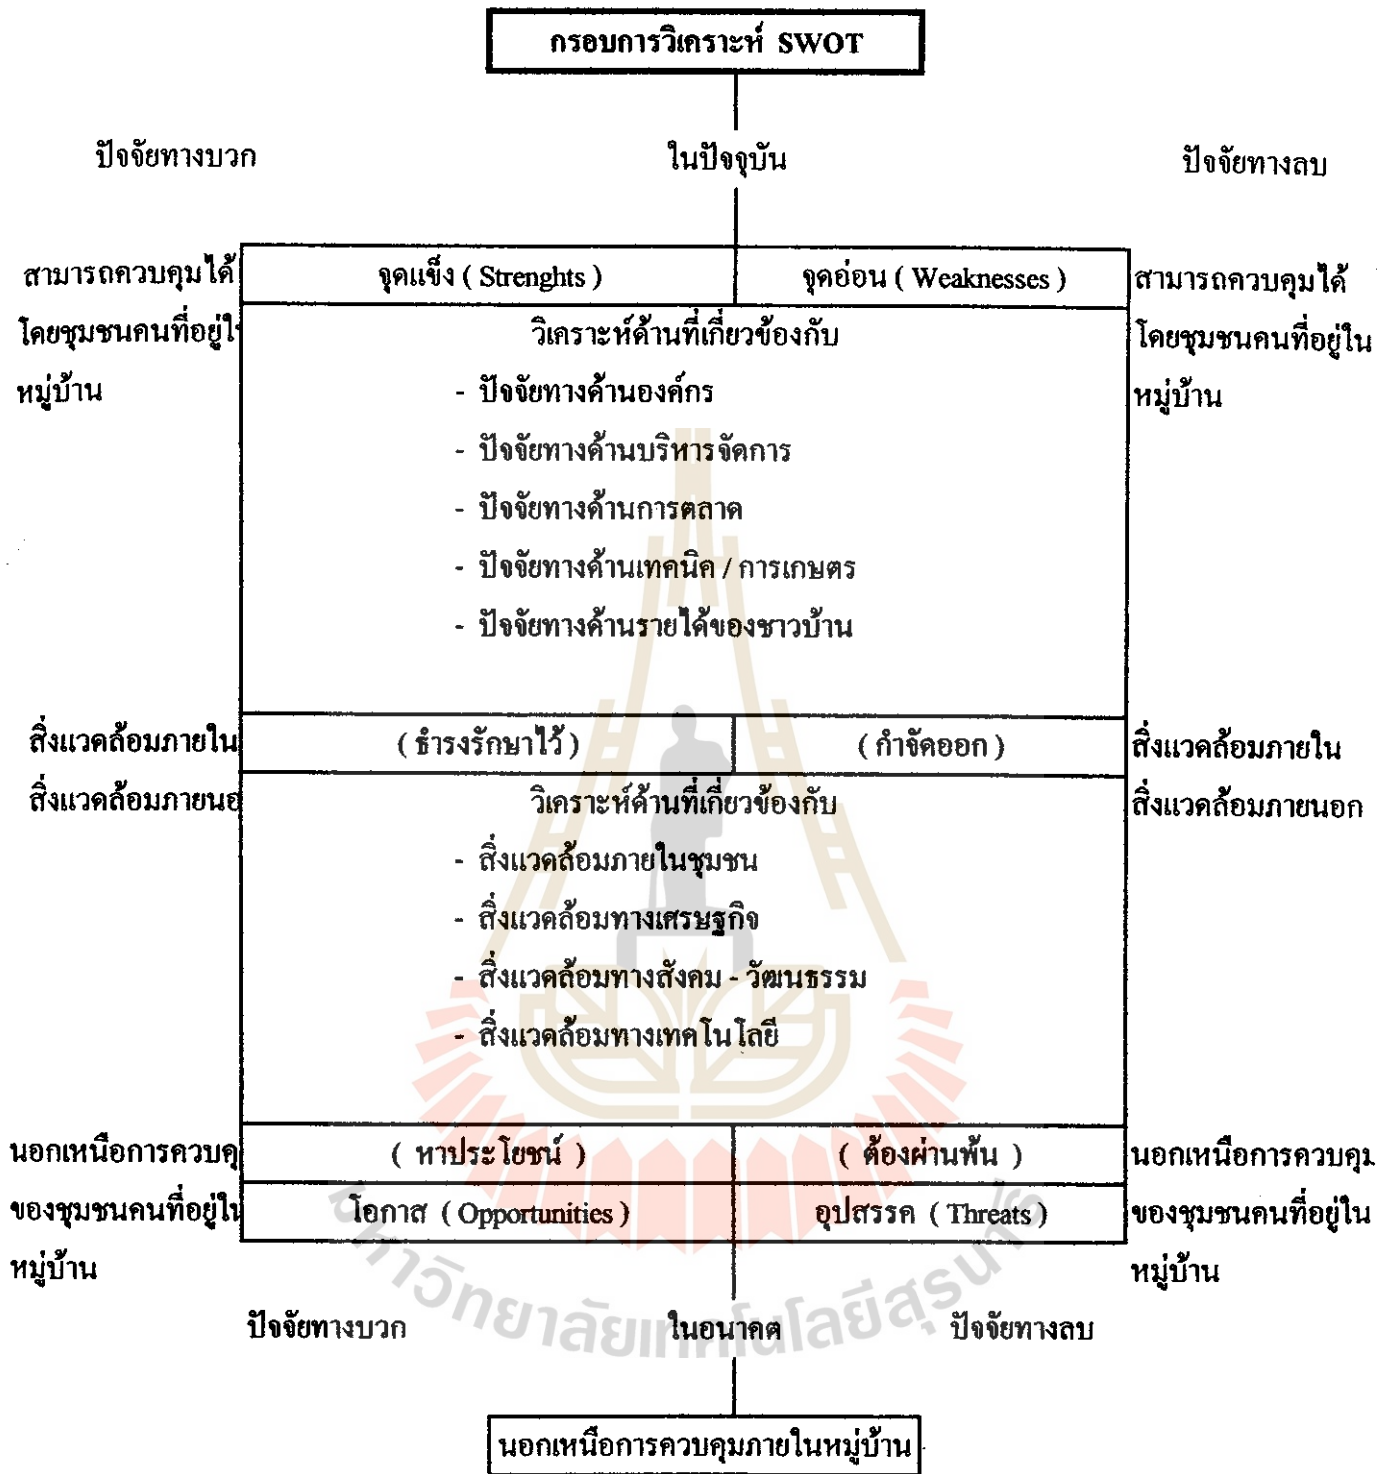 กรอบการวิเคราะห์ SWOT
ปัจจัยทางบวก ในปัจจุบัน ปัจจัยทางลบ
สามารถควบคุมได้ จุดแข็ง ( Strenghts ) จุดอ่อน ( Weaknesses ) สามารถควบคุมได้
โดยชุมชนคนที่อยู่ใน วิเคราะห์ด้านที่เกี่ยวข้องกับ โดยชุมชนคนที่อยู่ใน
หมู่บ้าน - ปัจจัยทางด้านองค์กร หมู่บ้าน
- ปัจจัยทางด้านบริหารจัดการ
- ปัจจัยทางด้านการตลาด
- ปัจจัยทางด้านเทคนิค / การเกษตร
- ปัจจัยทางด้านรายได้ของชาวบ้าน
สิ่งแวดล้อมภายใน ( ธำรงรักษาไว้ ) ( กำจัดออก ) สิ่งแวดล้อมภายใน
สิ่งแวดล้อมภายนอ วิเคราะห์ด้านที่เกี่ยวข้องกับ สิ่งแวดล้อมภายนอก
- สิ่งแวดล้อมภายในชุมชน
- สิ่งแวดล้อมทางเศรษฐกิจ
- สิ่งแวดล้อมทางสังคม - วัฒนธรรม
- สิ่งแวดล้อมทางเทคโนโลยี
นอกเหนือการควบคุ ( หาประโยชน์ ) ( ต้องผ่านพ้น ) นอกเหนือการควบคุม
ของชุมชนคนที่อยู่ใน โอกาส ( Opportunities ) อุปสรรค ( Threats ) ของชุมชนคนที่อยู่ใน
หมู่บ้าน หมู่บ้าน
มหาวิทยาลัยเทคโนโลยีสุรนารี
ปัจจัยทางบวก ในอนาคต ปัจจัยทางลบ
นอกเหนือการควบคุมภายในหมู่บ้าน